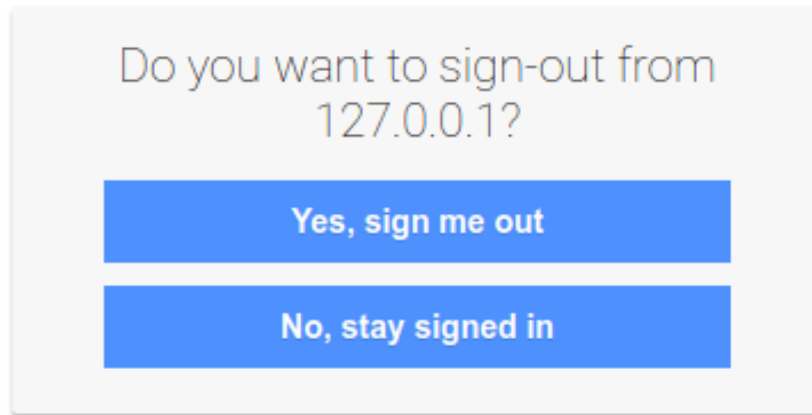 Do you want to sign-out from
127.0.0.1?
Yes, sign me out
No, stay signed in